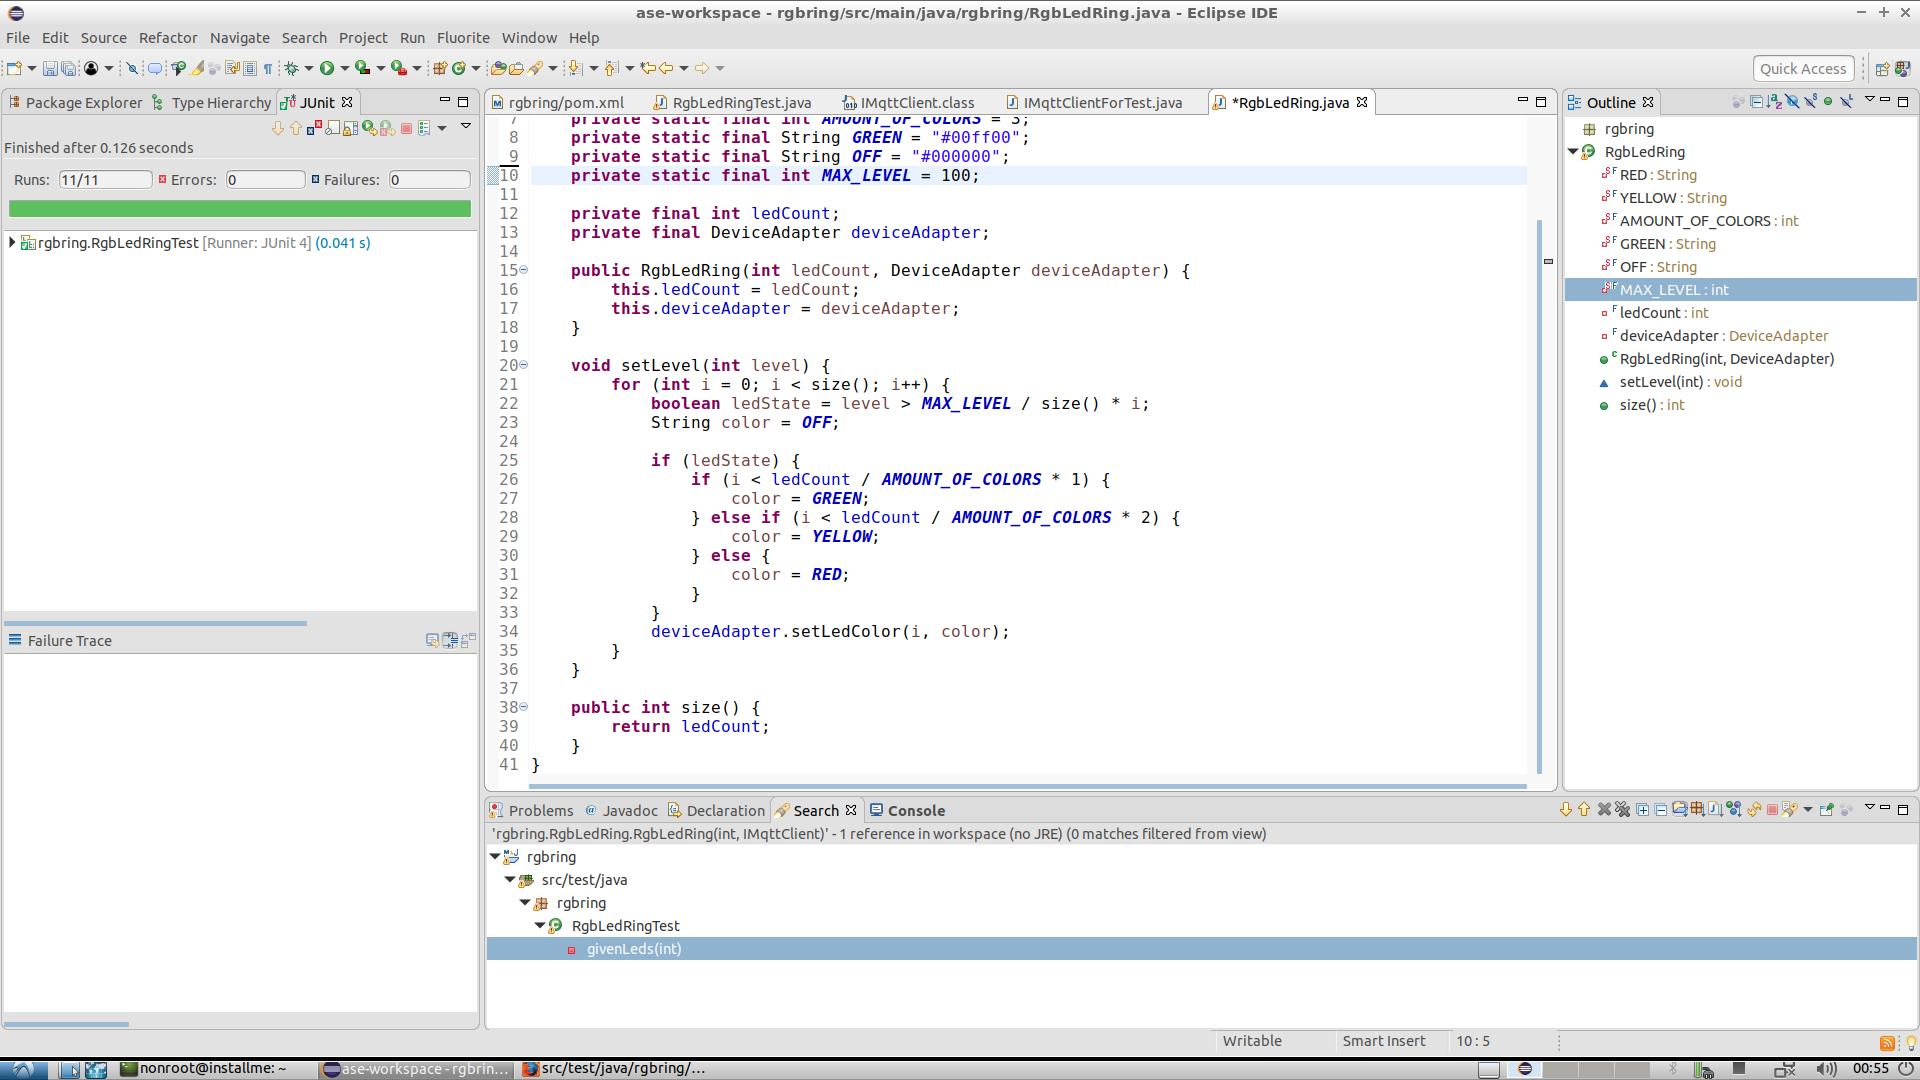 ase-workspace - rgbring/src/main/java/rgbring/RgbLedRing.java - Eclipse IDE
File Edit Source Refactor Navigate Search Project Run Fluorite Window Help
Quick Access
Package Explorer Type Hierarchy JUnit
Finished after 0.126 seconds
Runs: 11/11 Errors: 0 Failures: 0
rgbring.RgbLedRingTest [Runner: JUnit 4] (0.041 s)
Failure Trace
rgbring/pom.xml RgbLedRingTest.java IMqttClient.class IMqttClientForTest.java *RgbLedRing.java
7 private static final int AMOUNT_OF_COLORS = 3;
8 private static final String GREEN = "#00ff00";
9 private static final String OFF = "#000000";
10 private static final int MAX_LEVEL = 100;
11
12 private final int ledCount;
13 private final DeviceAdapter deviceAdapter;
14
15 public RgbLedRing(int ledCount, DeviceAdapter deviceAdapter) {
16 this.ledCount = ledCount;
17 this.deviceAdapter = deviceAdapter;
18 }
19
20 void setLevel(int level) {
21 for (int i = 0; i < size(); i++) {
22 boolean ledState = level > MAX_LEVEL / size() * i;
23 String color = OFF;
24
25 if (ledState) {
26 if (i < ledCount / AMOUNT_OF_COLORS * 1) {
27 color = GREEN;
28 } else if (i < ledCount / AMOUNT_OF_COLORS * 2) {
29 color = YELLOW;
30 } else {
31 color = RED;
32 }
33 }
34 deviceAdapter.setLedColor(i, color);
35 }
36 }
37
38 public int size() {
39 return ledCount;
40 }
41 }
Outline
rgbring
RgbLedRing
RED : String
YELLOW : String
AMOUNT_OF_COLORS : int
GREEN : String
OFF : String
MAX_LEVEL : int
ledCount : int
deviceAdapter : DeviceAdapter
RgbLedRing(int, DeviceAdapter)
setLevel(int) : void
size() : int
Problems Javadoc Declaration Search Console
'rgbring.RgbLedRing.RgbLedRing(int, IMqttClient)' - 1 reference in workspace (no JRE) (0 matches filtered from view)
rgbring
src/test/java
rgbring
RgbLedRingTest
givenLeds(int)
Writable Smart Insert 10 : 5
nonroot@installme: ~ ase-workspace - rgbrin... src/test/java/rgbring/... 00:55